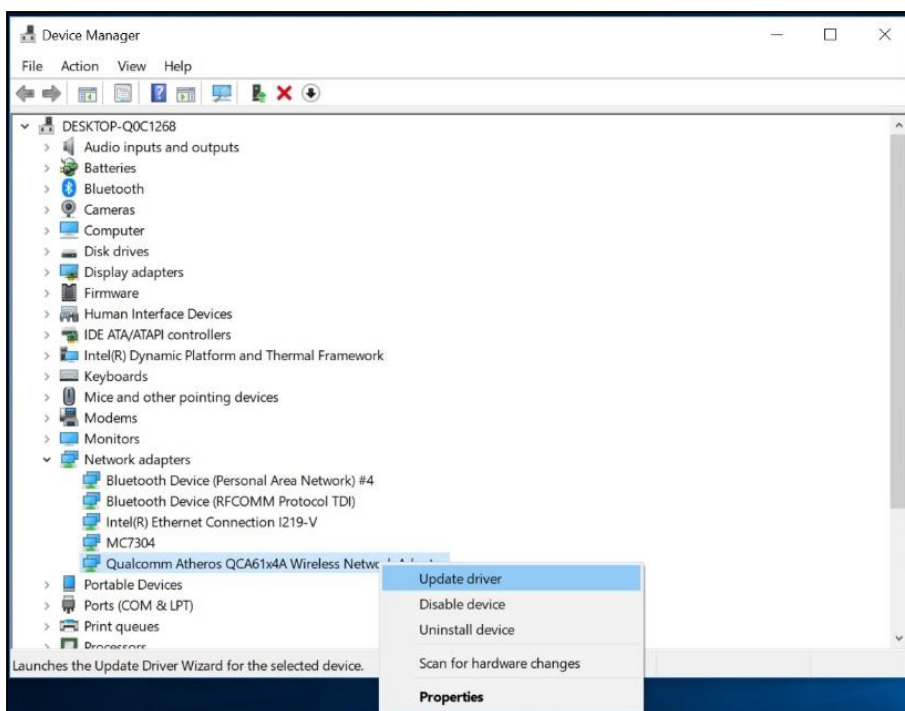 Device Manager
File Action View Help
DESKTOP-Q0C1268
Audio inputs and outputs
Batteries
Bluetooth
Cameras
Computer
Disk drives
Display adapters
Firmware
Human Interface Devices
IDE ATA/ATAPI controllers
Intel(R) Dynamic Platform and Thermal Framework
Keyboards
Mice and other pointing devices
Modems
Monitors
Network adapters
Bluetooth Device (Personal Area Network) #4
Bluetooth Device (RFCOMM Protocol TDI)
Intel(R) Ethernet Connection I219-V
MC7304
Qualcomm Atheros QCA61x4A Wireless
Portable Devices
Ports (COM & LPT)
Print queues
Processors
Update driver
Disable device
Uninstall device
Scan for hardware changes
Properties
Launches the Update Driver Wizard for the selected device.